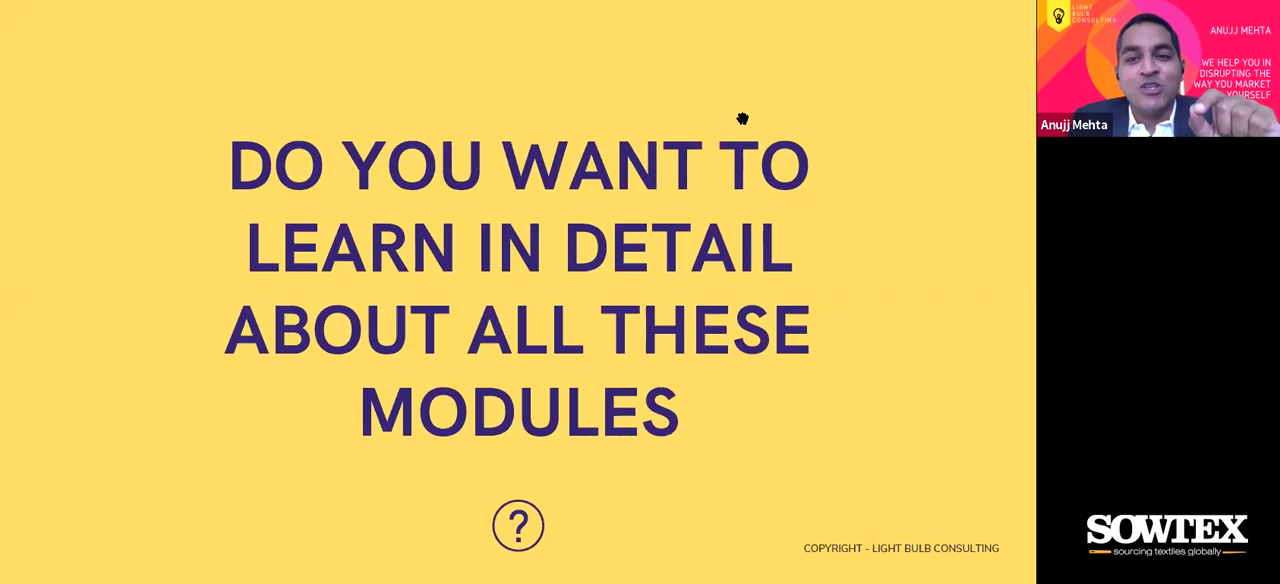 DO YOU WANT TO
LEARN IN DETAIL
ABOUT ALL THESE
MODULES
?
COPYRIGHT - LIGHT BULB CONSULTING
LIGHT
BULB
CONSULTING
ANUJJ MEHTA
WE HELP YOU IN
DISRUPTING THE
WAY YOU MARKET
YOURSELF
Anujj Mehta
SOWTEX
sourcing textiles globally